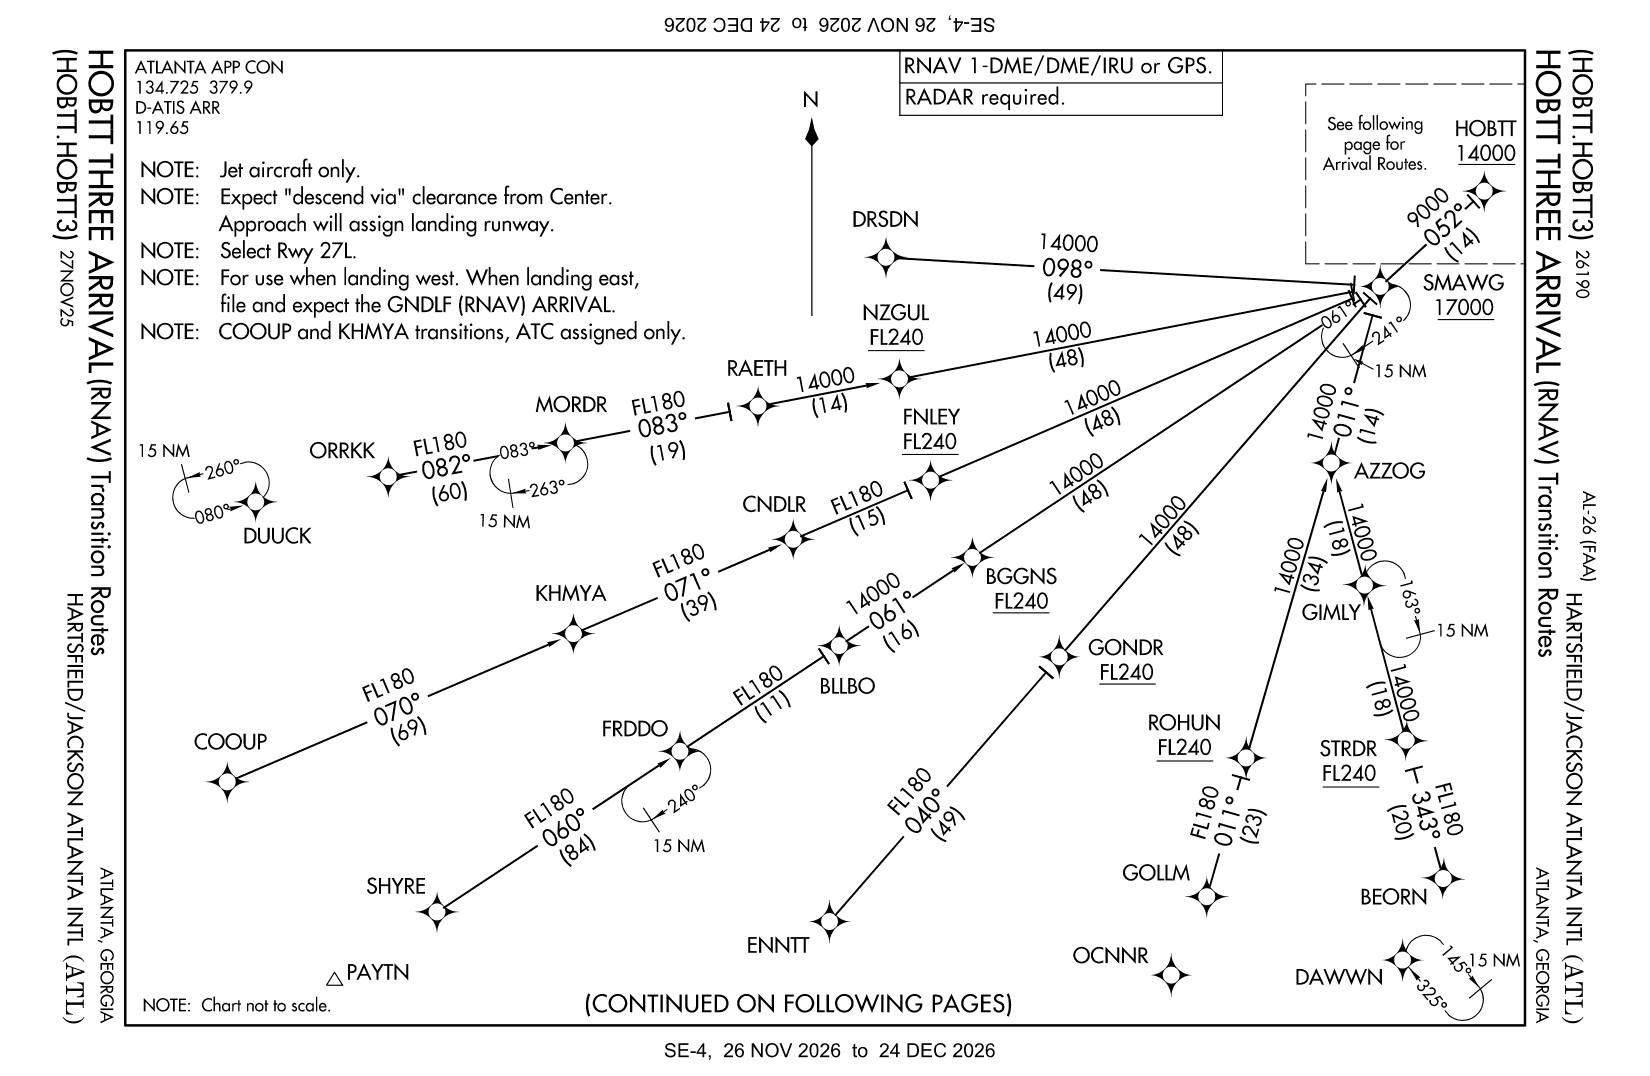 SE-4, 26 NOV 2026 to 24 DEC 2026
(HOBTT.HOBTT3) 27NOV25
HOBTT THREE ARRIVAL (RNAV) Transition Routes
HARTSFIELD/JACKSON ATLANTA INTL (ATL)
ATLANTA, GEORGIA
ATLANTA APP CON
134.725 379.9
D-ATIS ARR
119.65
RNAV 1-DME/DME/IRU or GPS.
RADAR required.
NOTE: Jet aircraft only.
NOTE: Expect "descend via" clearance from Center.
Approach will assign landing runway.
NOTE: Select Rwy 27L.
NOTE: For use when landing west. When landing east,
file and expect the GNDLF (RNAV) ARRIVAL.
NOTE: COOUP and KHMYA transitions, ATC assigned only.
N
See following
page for
Arrival Routes.
HOBTT
14000
9000
052°
(14)
SMAWG
17000
061°
241°
15 NM
DRSDN
14000
098°
(49)
NZGUL
FL240
14000
(48)
RAETH
14000
(14)
MORDR
FL180
083°
(19)
083°
263°
15 NM
ORRKK
FL180
082°
(60)
15 NM
260°
080°
DUUCK
FNLEY
FL240
14000
(48)
CNDLR
FL180
(15)
KHMYA
FL180
071°
(39)
COOUP
FL180
070°
(69)
BGGNS
FL240
14000
(48)
BLLBO
14000
061°
(16)
FRDDO
FL180
(11)
240°
15 NM
SHYRE
FL180
060°
(84)
PAYTN
GONDR
FL240
14000
(48)
ENNTT
FL180
040°
(49)
AZZOG
14000
011°
(14)
ROHUN
FL240
14000
(34)
GOLLM
FL180
011°
(23)
OCNNR
GIMLY
14000
(18)
163°
15 NM
STRDR
FL240
14000
(18)
BEORN
FL180
343°
(20)
DAWWN
145°
325°
15 NM
NOTE: Chart not to scale.
(CONTINUED ON FOLLOWING PAGES)
HOBTT THREE ARRIVAL (RNAV) Transition Routes
(HOBTT.HOBTT3) 26190
AL-26 (FAA)
HARTSFIELD/JACKSON ATLANTA INTL (ATL)
ATLANTA, GEORGIA
SE-4, 26 NOV 2026 to 24 DEC 2026